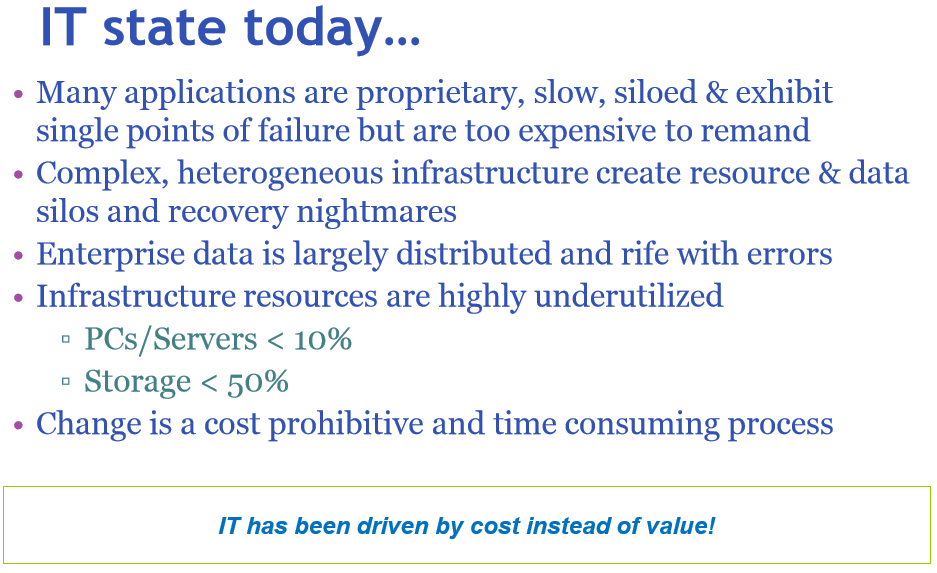 IT state today…
• Many applications are proprietary, slow, siloed & exhibit
single points of failure but are too expensive to remand
• Complex, heterogeneous infrastructure create resource & data
silos and recovery nightmares
• Enterprise data is largely distributed and rife with errors
• Infrastructure resources are highly underutilized
▫ PCs/Servers < 10%
▫ Storage < 50%
• Change is a cost prohibitive and time consuming process
IT has been driven by cost instead of value!